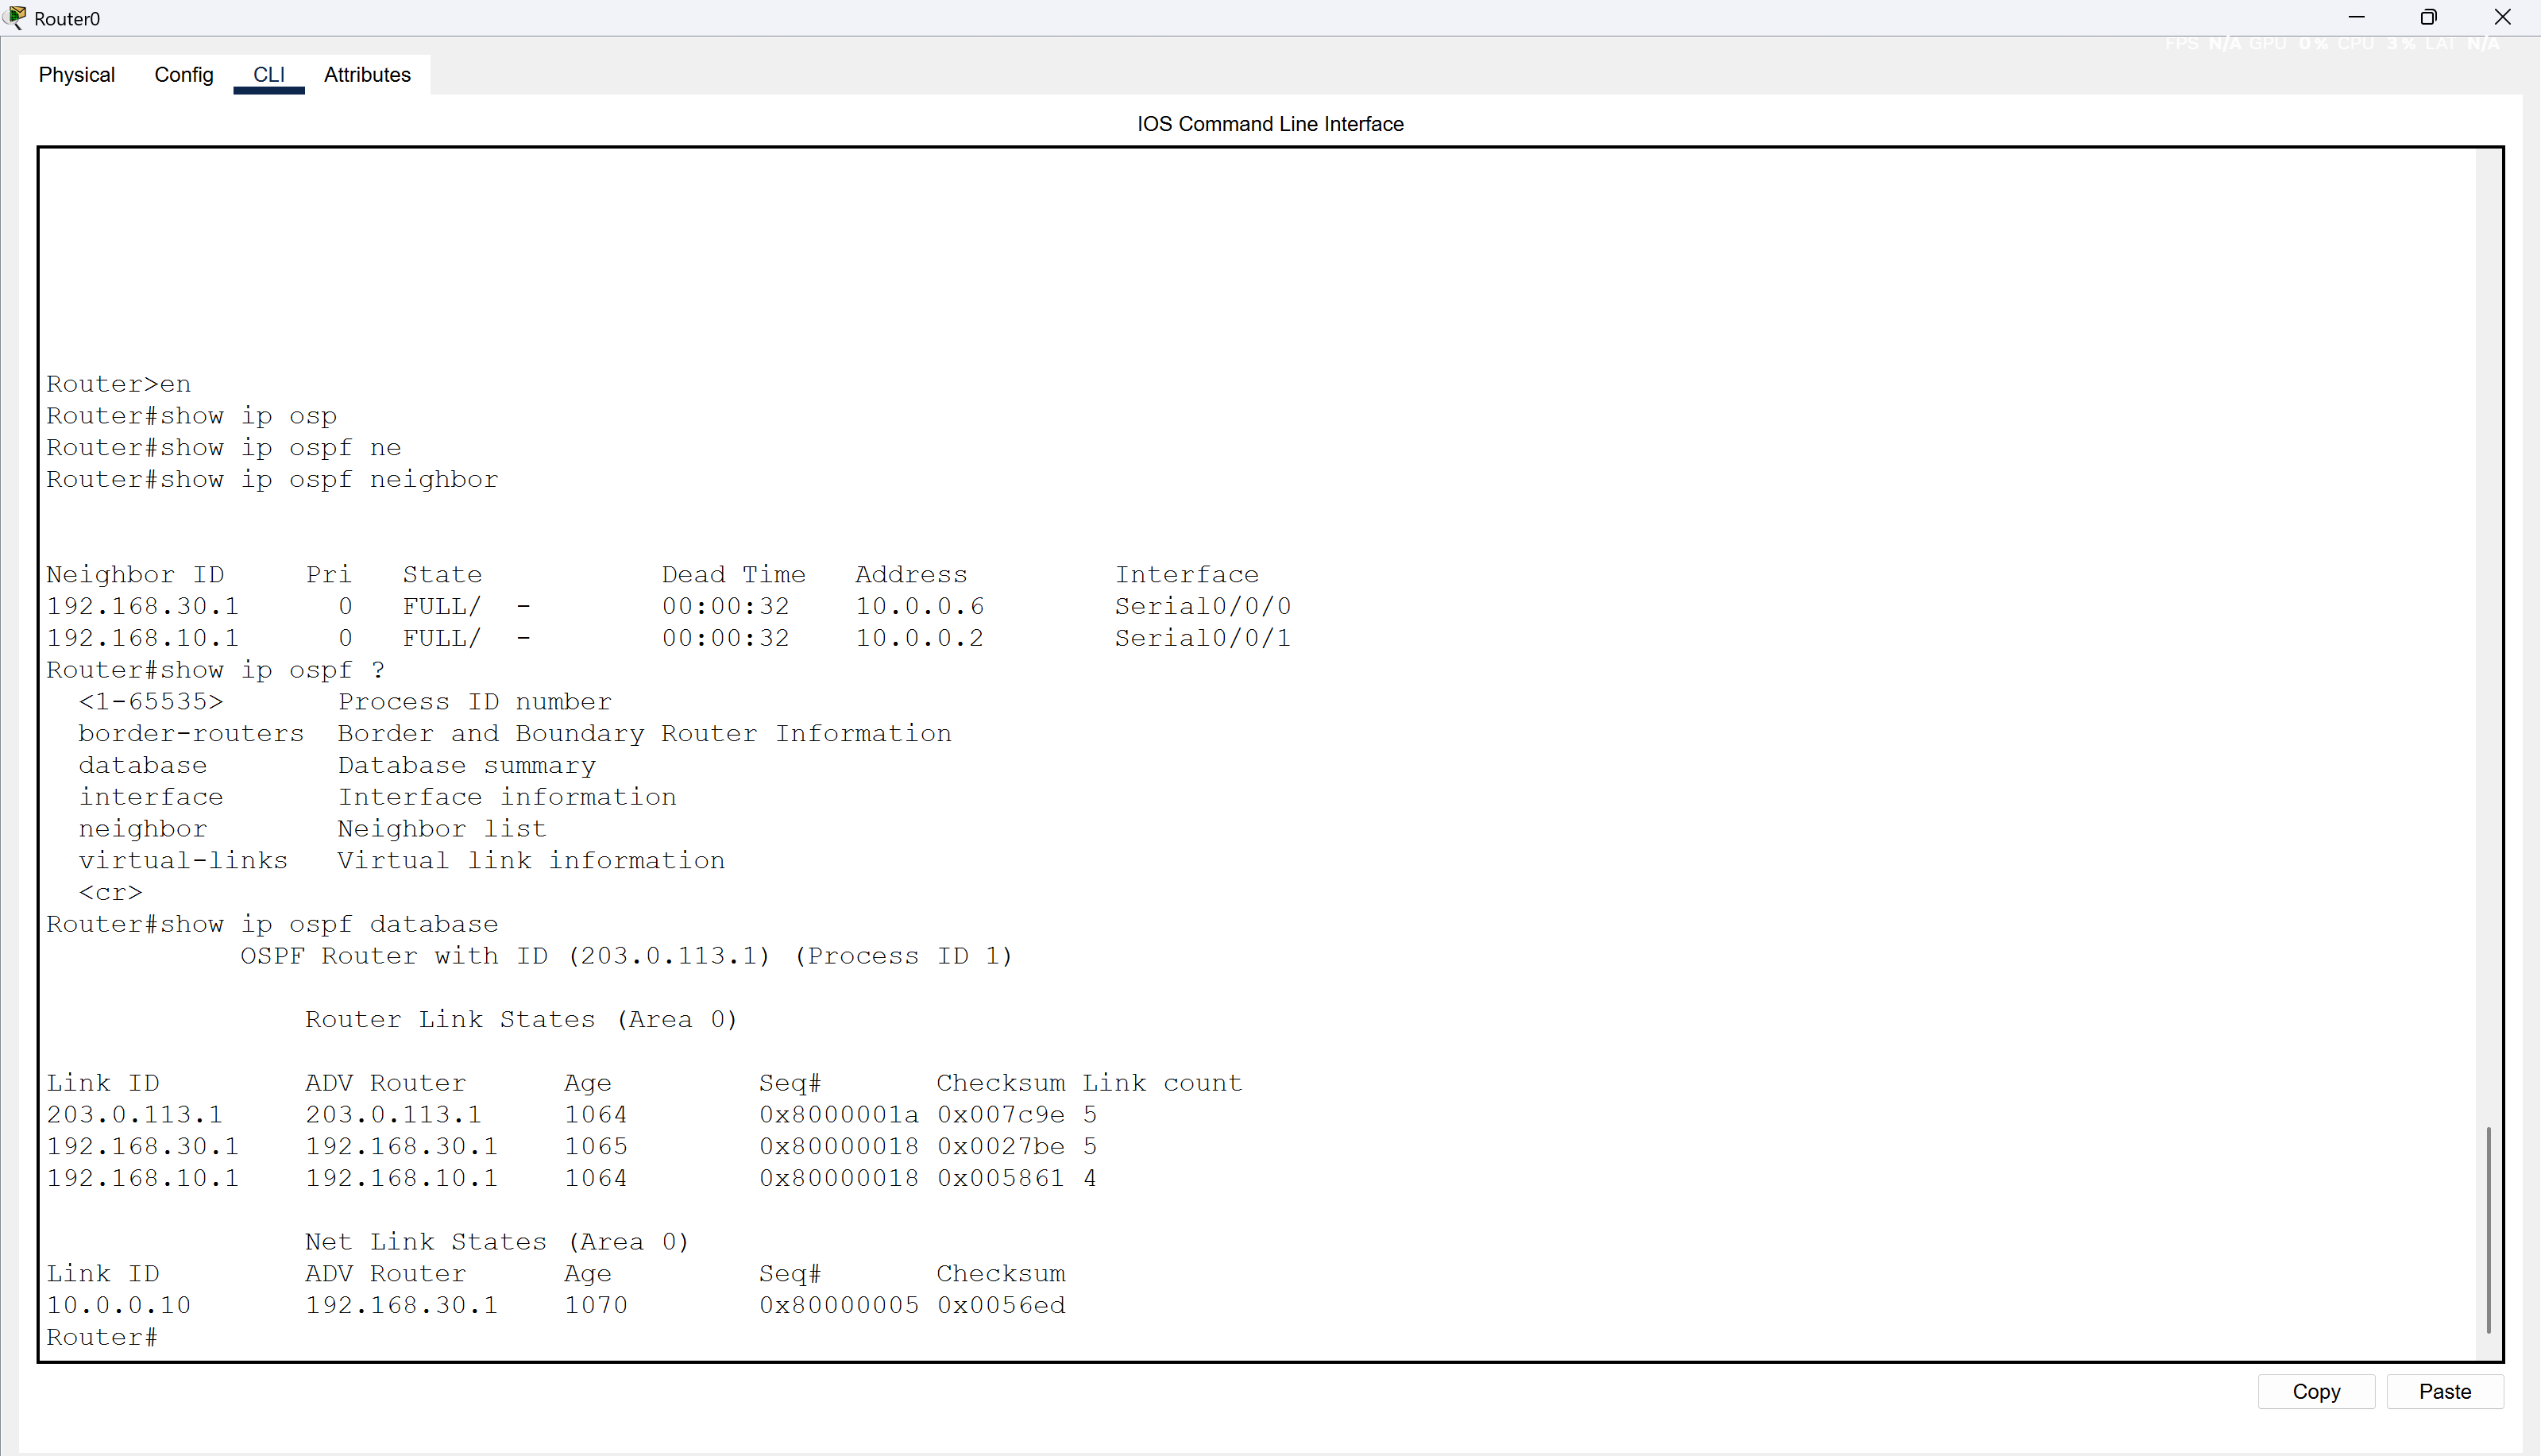 Router0
FPS N/A GPU 0% CPU 3% LAT N/A
Physical Config CLI Attributes
IOS Command Line Interface
Router>en
Router#show ip osp
Router#show ip ospf ne
Router#show ip ospf neighbor
Neighbor ID     Pri   State           Dead Time   Address         Interface
192.168.30.1      0   FULL/  -        00:00:32    10.0.0.6        Serial0/0/0
192.168.10.1      0   FULL/  -        00:00:32    10.0.0.2        Serial0/0/1
Router#show ip ospf ?
  <1-65535>       Process ID number
  border-routers  Border and Boundary Router Information
  database        Database summary
  interface       Interface information
  neighbor        Neighbor list
  virtual-links   Virtual link information
  <cr>
Router#show ip ospf database
            OSPF Router with ID (203.0.113.1) (Process ID 1)
                Router Link States (Area 0)
Link ID         ADV Router      Age         Seq#       Checksum Link count
203.0.113.1     203.0.113.1     1064        0x8000001a 0x007c9e 5
192.168.30.1    192.168.30.1    1065        0x80000018 0x0027be 5
192.168.10.1    192.168.10.1    1064        0x80000018 0x005861 4
                Net Link States (Area 0)
Link ID         ADV Router      Age         Seq#       Checksum
10.0.0.10       192.168.30.1    1070        0x80000005 0x0056ed
Router#
Copy Paste